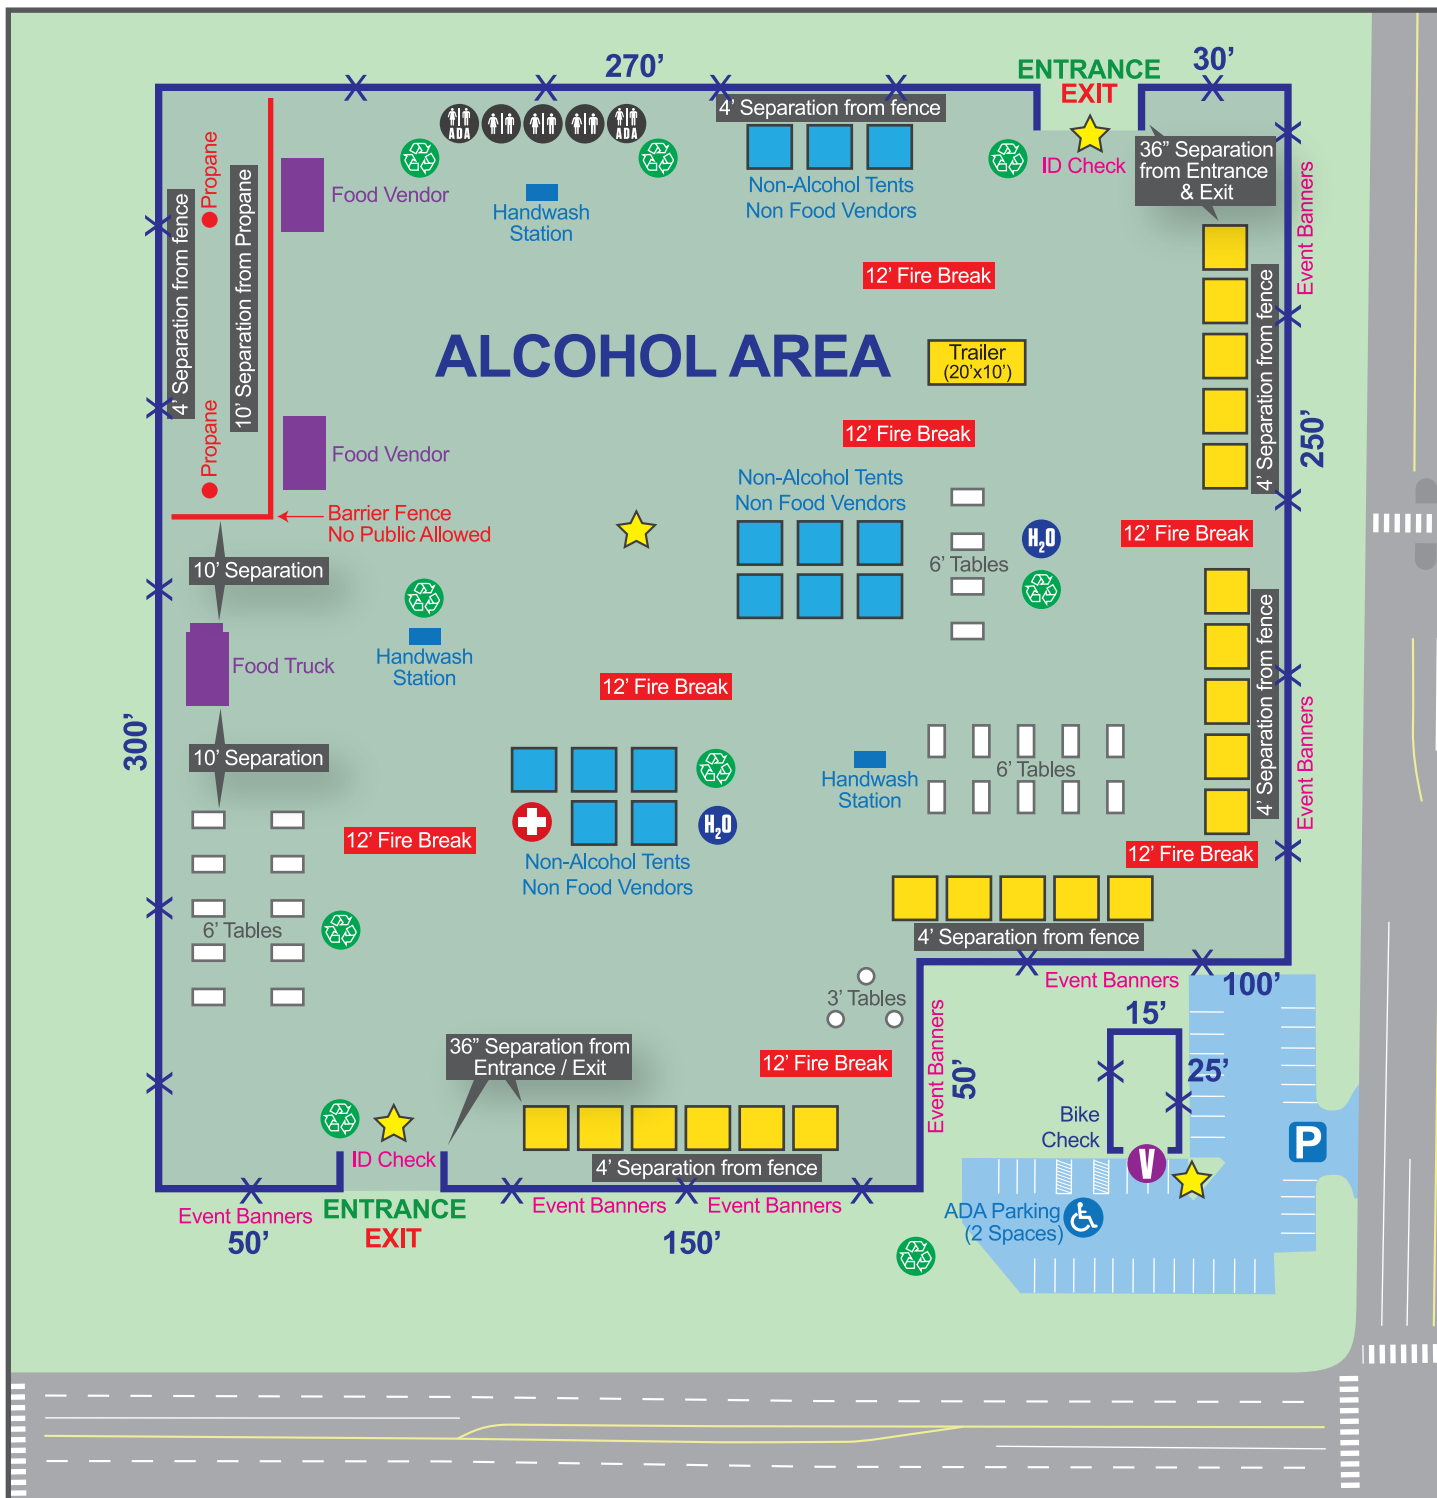 270’
ENTRANCE
EXIT
30’
ADA
ADA
4’ Separation from fence
ID Check
36” Separation
from Entrance
& Exit
Propane
4’ Separation from fence
10’ Separation from Propane
Food Vendor
Handwash
Station
Non-Alcohol Tents
Non Food Vendors
Event Banners
12’ Fire Break
4’ Separation from fence
ALCOHOL AREA
Trailer
(20’x10’)
Propane
Food Vendor
12’ Fire Break
250’
Non-Alcohol Tents
Non Food Vendors
Barrier Fence
No Public Allowed
H2O
12’ Fire Break
10’ Separation
6’ Tables
4’ Separation from fence
Food Truck
Handwash
Station
12’ Fire Break
300’
10’ Separation
Handwash
Station
6’ Tables
Event Banners
H2O
12’ Fire Break
Non-Alcohol Tents
Non Food Vendors
12’ Fire Break
6’ Tables
4’ Separation from fence
Event Banners
100’
3’ Tables
Event Banners
50’
15’
25’
36” Separation from
Entrance / Exit
12’ Fire Break
Bike
Check
V
P
ID Check
4’ Separation from fence
Event Banners
ENTRANCE
EXIT
Event Banners
Event Banners
ADA Parking
(2 Spaces)
50’
150’